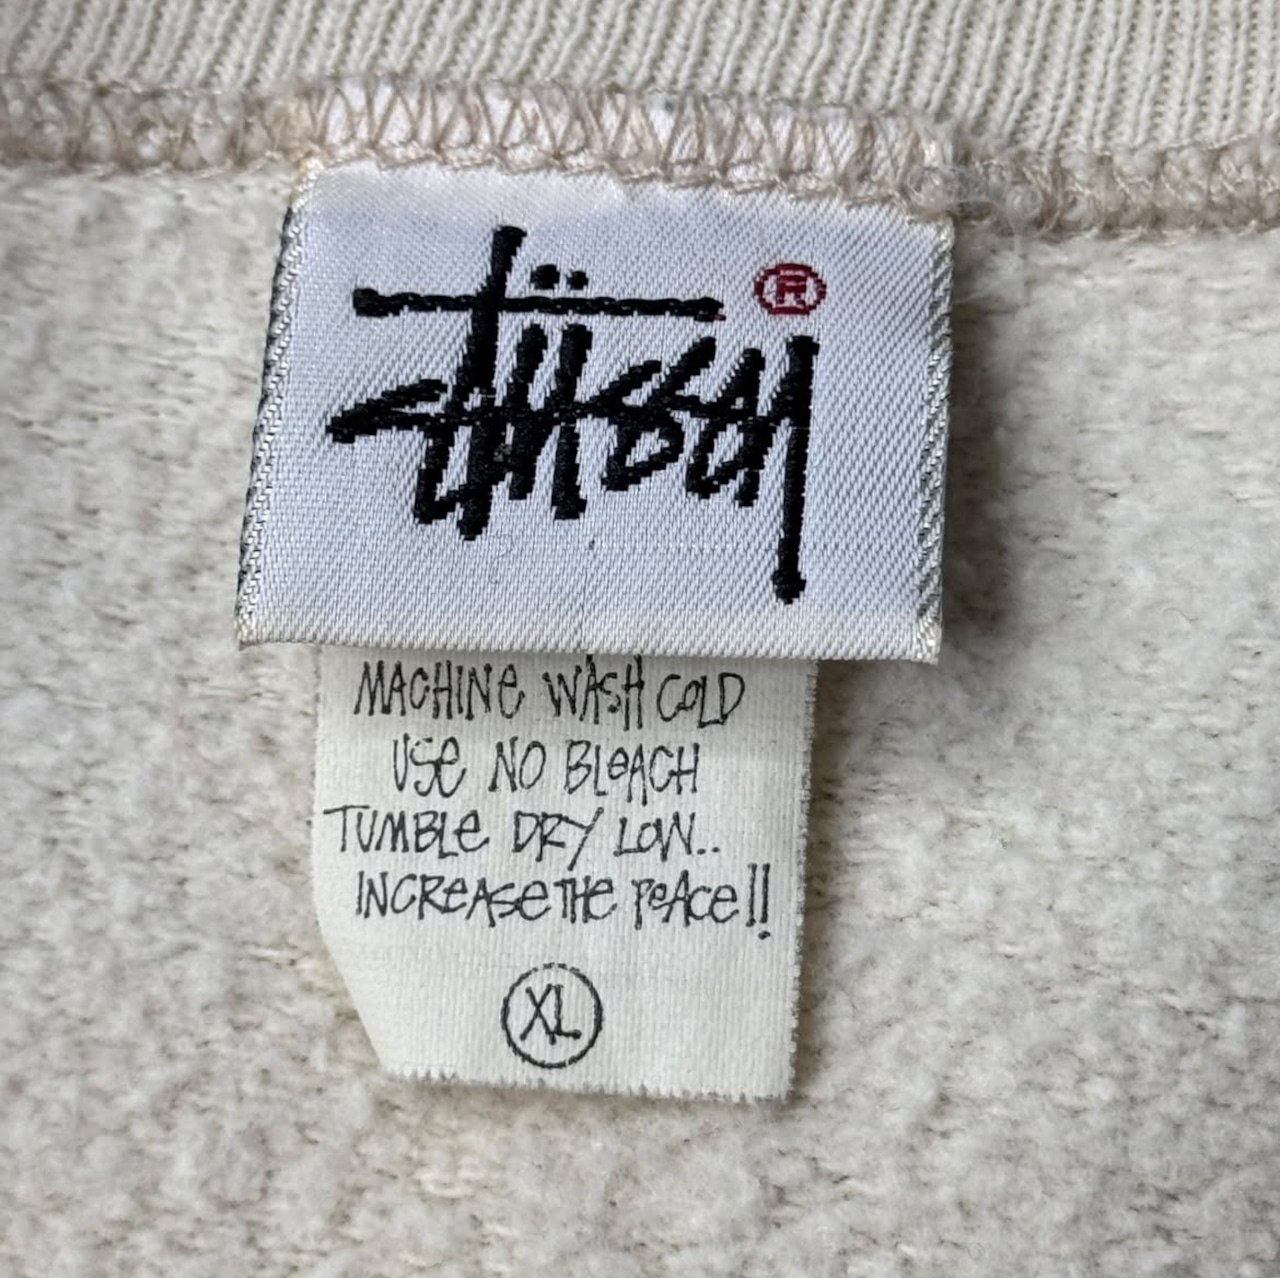 Stüssy ®
MACHINE WASH COLD
USE NO BLEACH
TUMBLE DRY LOW..
INCREASE THE PEACE!!
XL